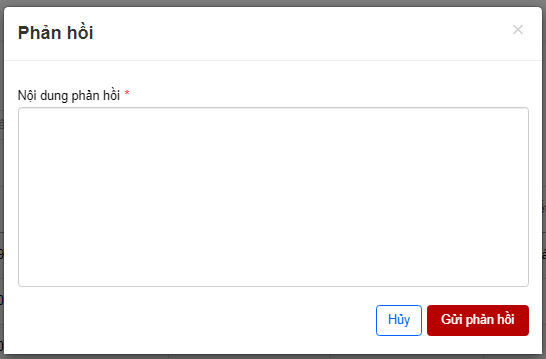 Phản hồi
×
Nội dung phản hồi *
Hủy
Gửi phản hồi